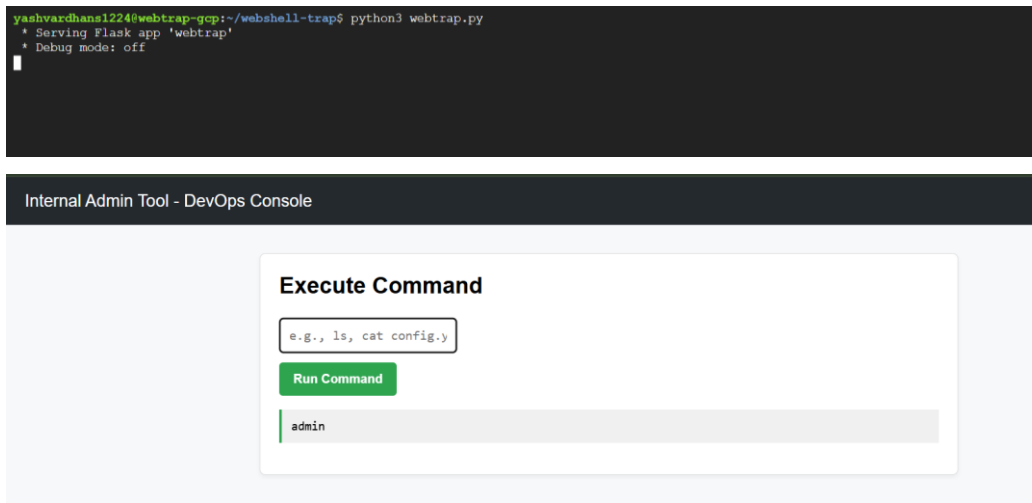 yashvardhans1224@webtrap-gcp:~/webshell-trap$ python3 webtrap.py
* Serving Flask app 'webtrap'
* Debug mode: off
Internal Admin Tool - DevOps Console
Execute Command
e.g., ls, cat config.y
Run Command
admin